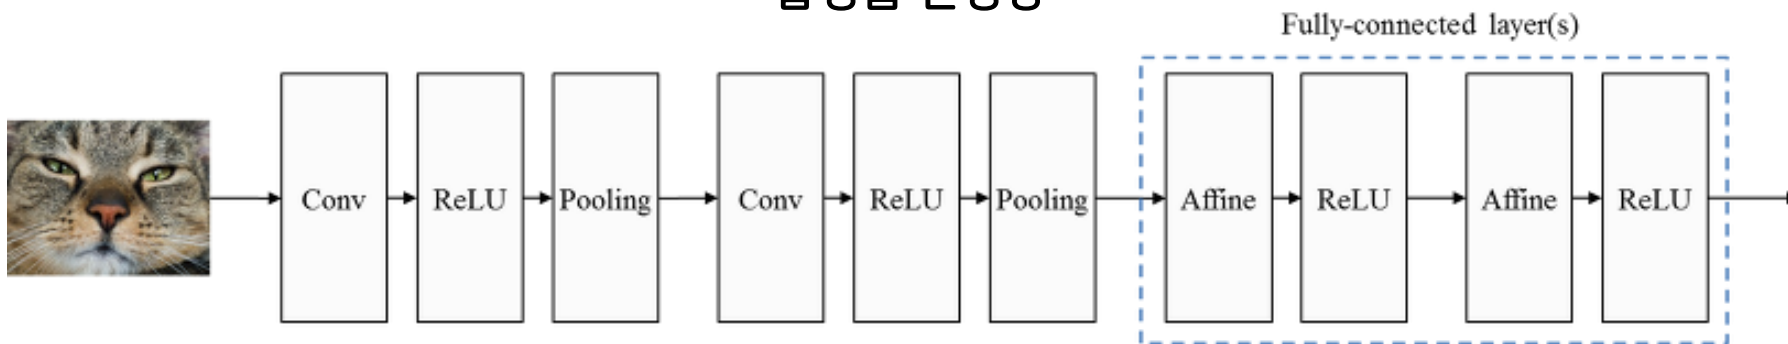 Fully-connected layer(s)
Conv ReLU Pooling Conv ReLU Pooling Affine ReLU Affine ReLU